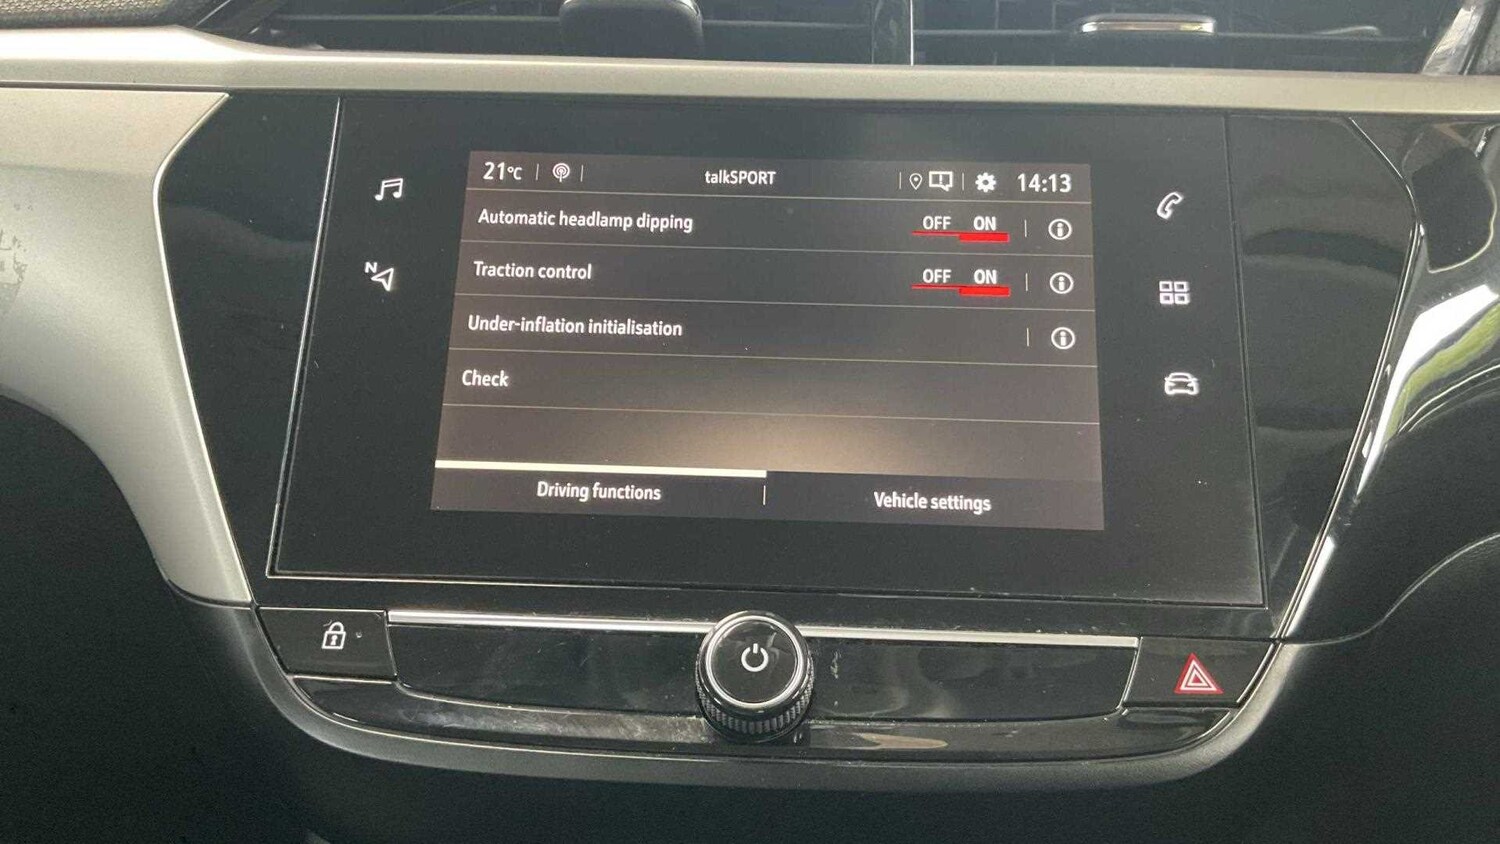 21°C talkSPORT 14:13
Automatic headlamp dipping OFF ON
Traction control OFF ON
Under-inflation initialisation
Check
Driving functions Vehicle settings
N